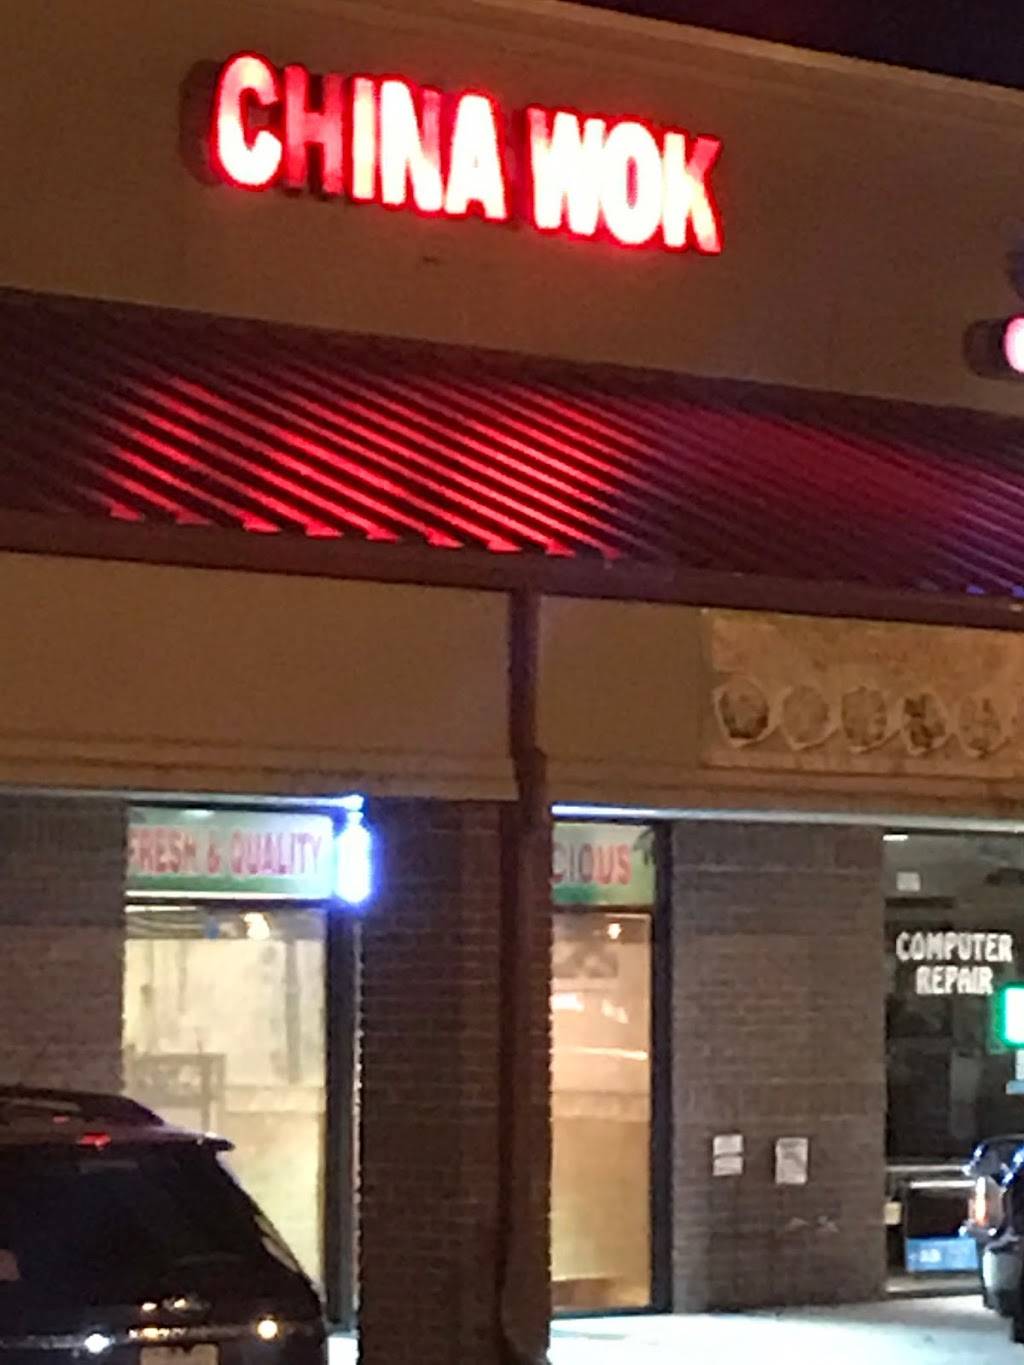 CHINA WOK
FRESH & QUALITY
CIOUS
COMPUTER
REPAIR